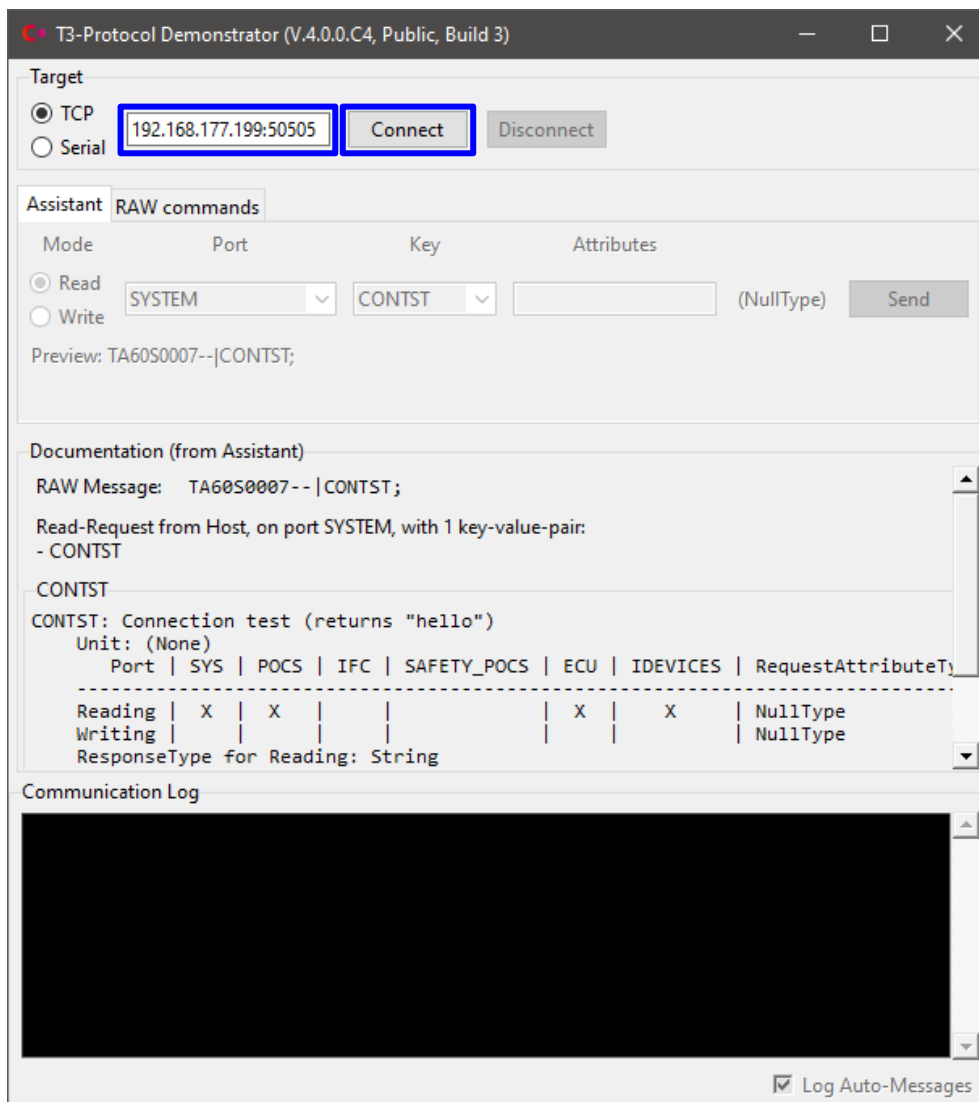 T3-Protocol Demonstrator (V.4.0.0.C4, Public, Build 3)
Target
TCP
Serial
192.168.177.199:50505
Connect
Disconnect
Assistant
RAW commands
Mode Port Key Attributes
Read
Write
SYSTEM
CONTST
(NullType)
Send
Preview: TA60S0007--|CONTST;
Documentation (from Assistant)
RAW Message: TA60S0007--|CONTST;
Read-Request from Host, on port SYSTEM, with 1 key-value-pair:
- CONTST
CONTST
CONTST: Connection test (returns "hello")
Unit: (None)
Port | SYS | POCS | IFC | SAFETY_POCS | ECU | IDEVICES | RequestAttributeTy
--------------------------------------------------------------------------------
Reading | X | X | | | X | X | NullType
Writing | | | | | | | NullType
ResponseType for Reading: String
Communication Log
Log Auto-Messages